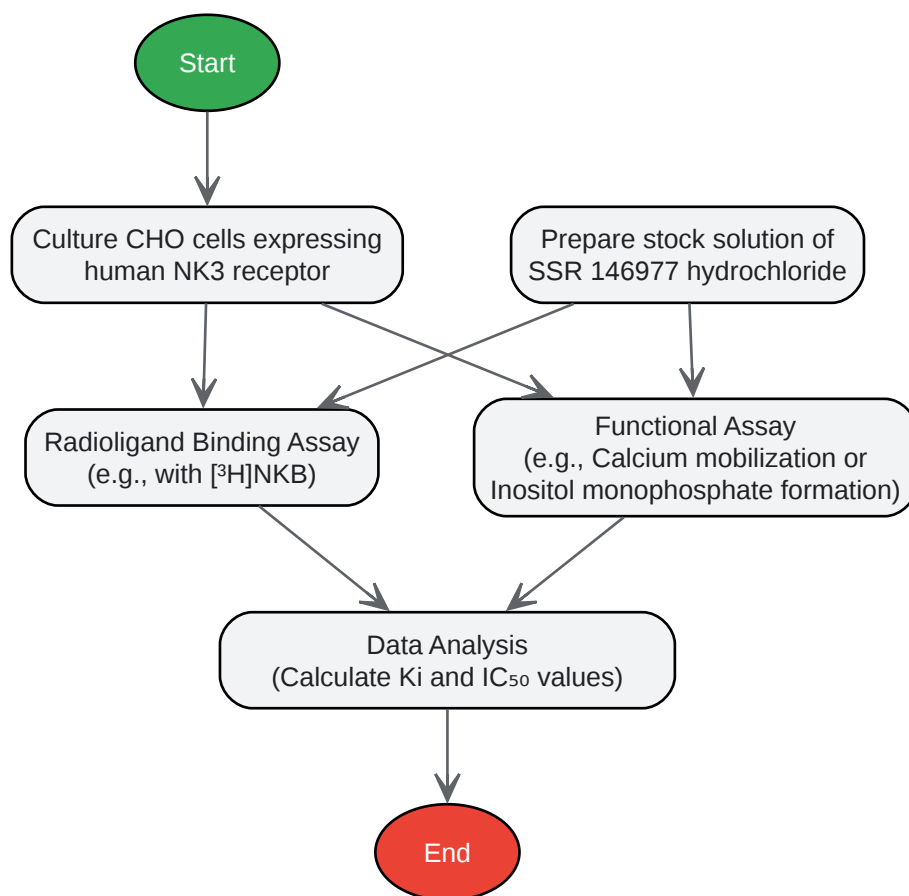 Start
Culture CHO cells expressing
human NK3 receptor
Prepare stock solution of
SSR 146977 hydrochloride
Radioligand Binding Assay
(e.g., with [³H]NKB)
Functional Assay
(e.g., Calcium mobilization or
Inositol monophosphate formation)
Data Analysis
(Calculate Ki and IC₅₀ values)
End